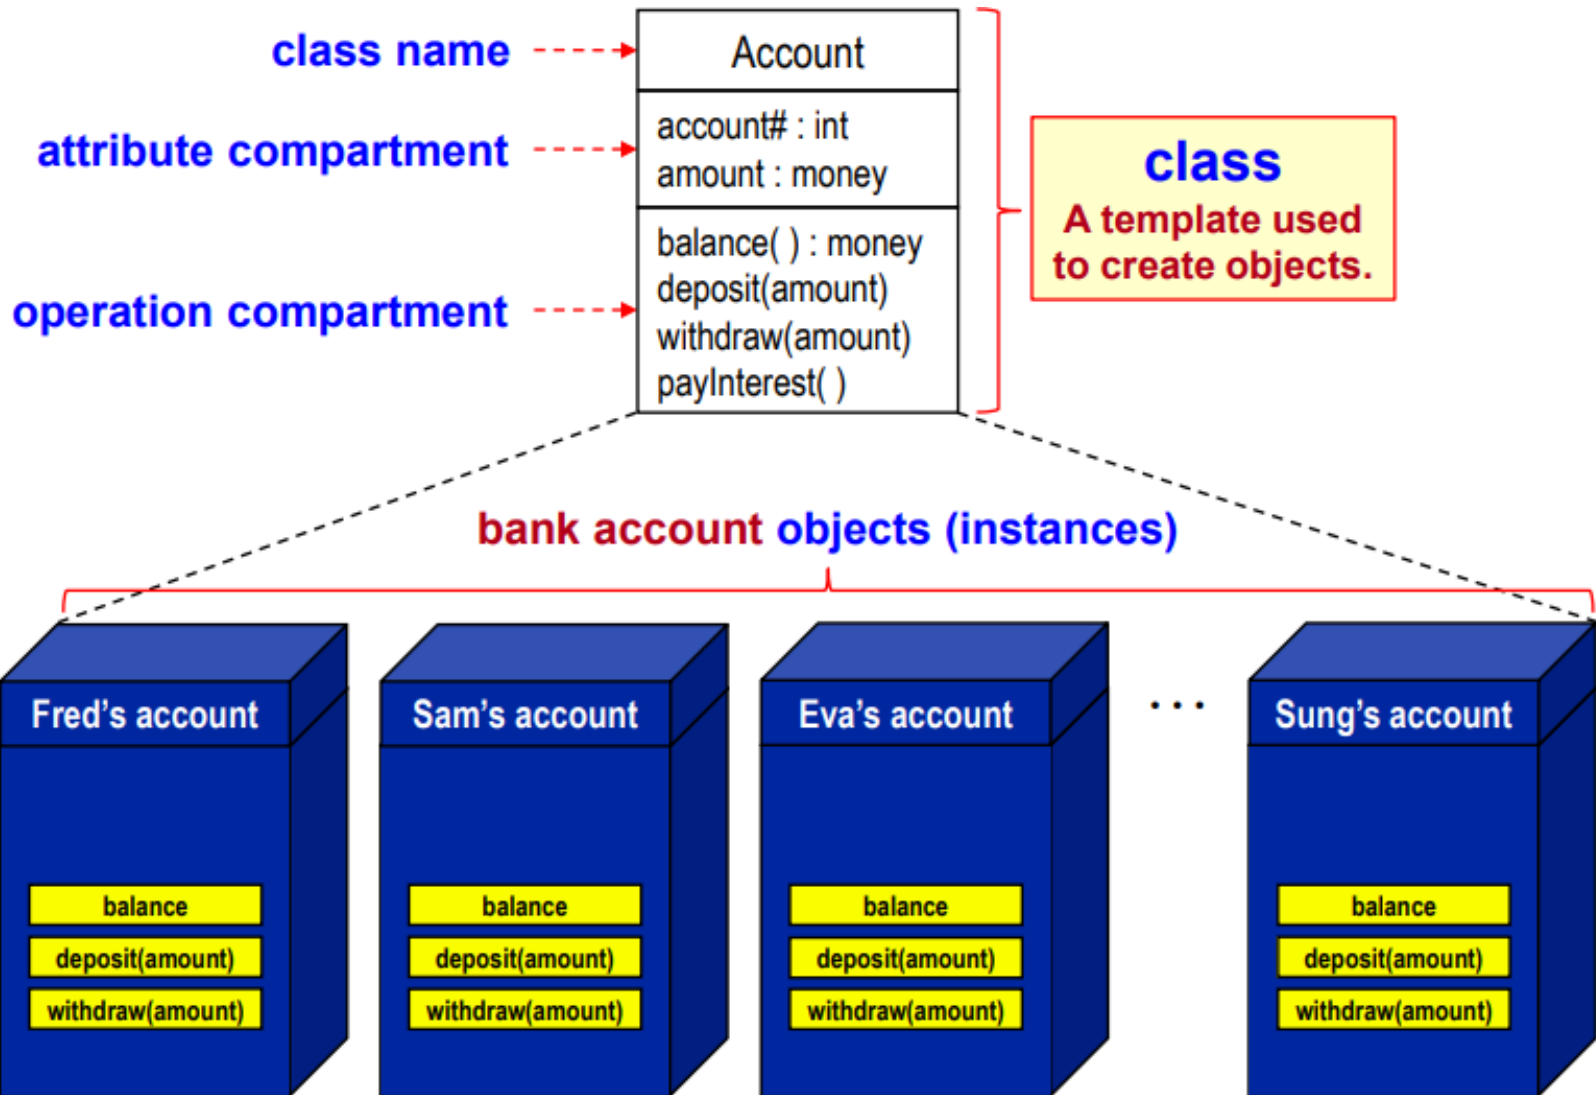 class name
Account
attribute compartment
account# : int
amount : money
operation compartment
balance( ) : money
deposit(amount)
withdraw(amount)
payInterest( )
class
A template used
to create objects.
bank account objects (instances)
Fred’s account
balance
deposit(amount)
withdraw(amount)
Sam’s account
balance
deposit(amount)
withdraw(amount)
Eva’s account
balance
deposit(amount)
withdraw(amount)
. . .
Sung’s account
balance
deposit(amount)
withdraw(amount)